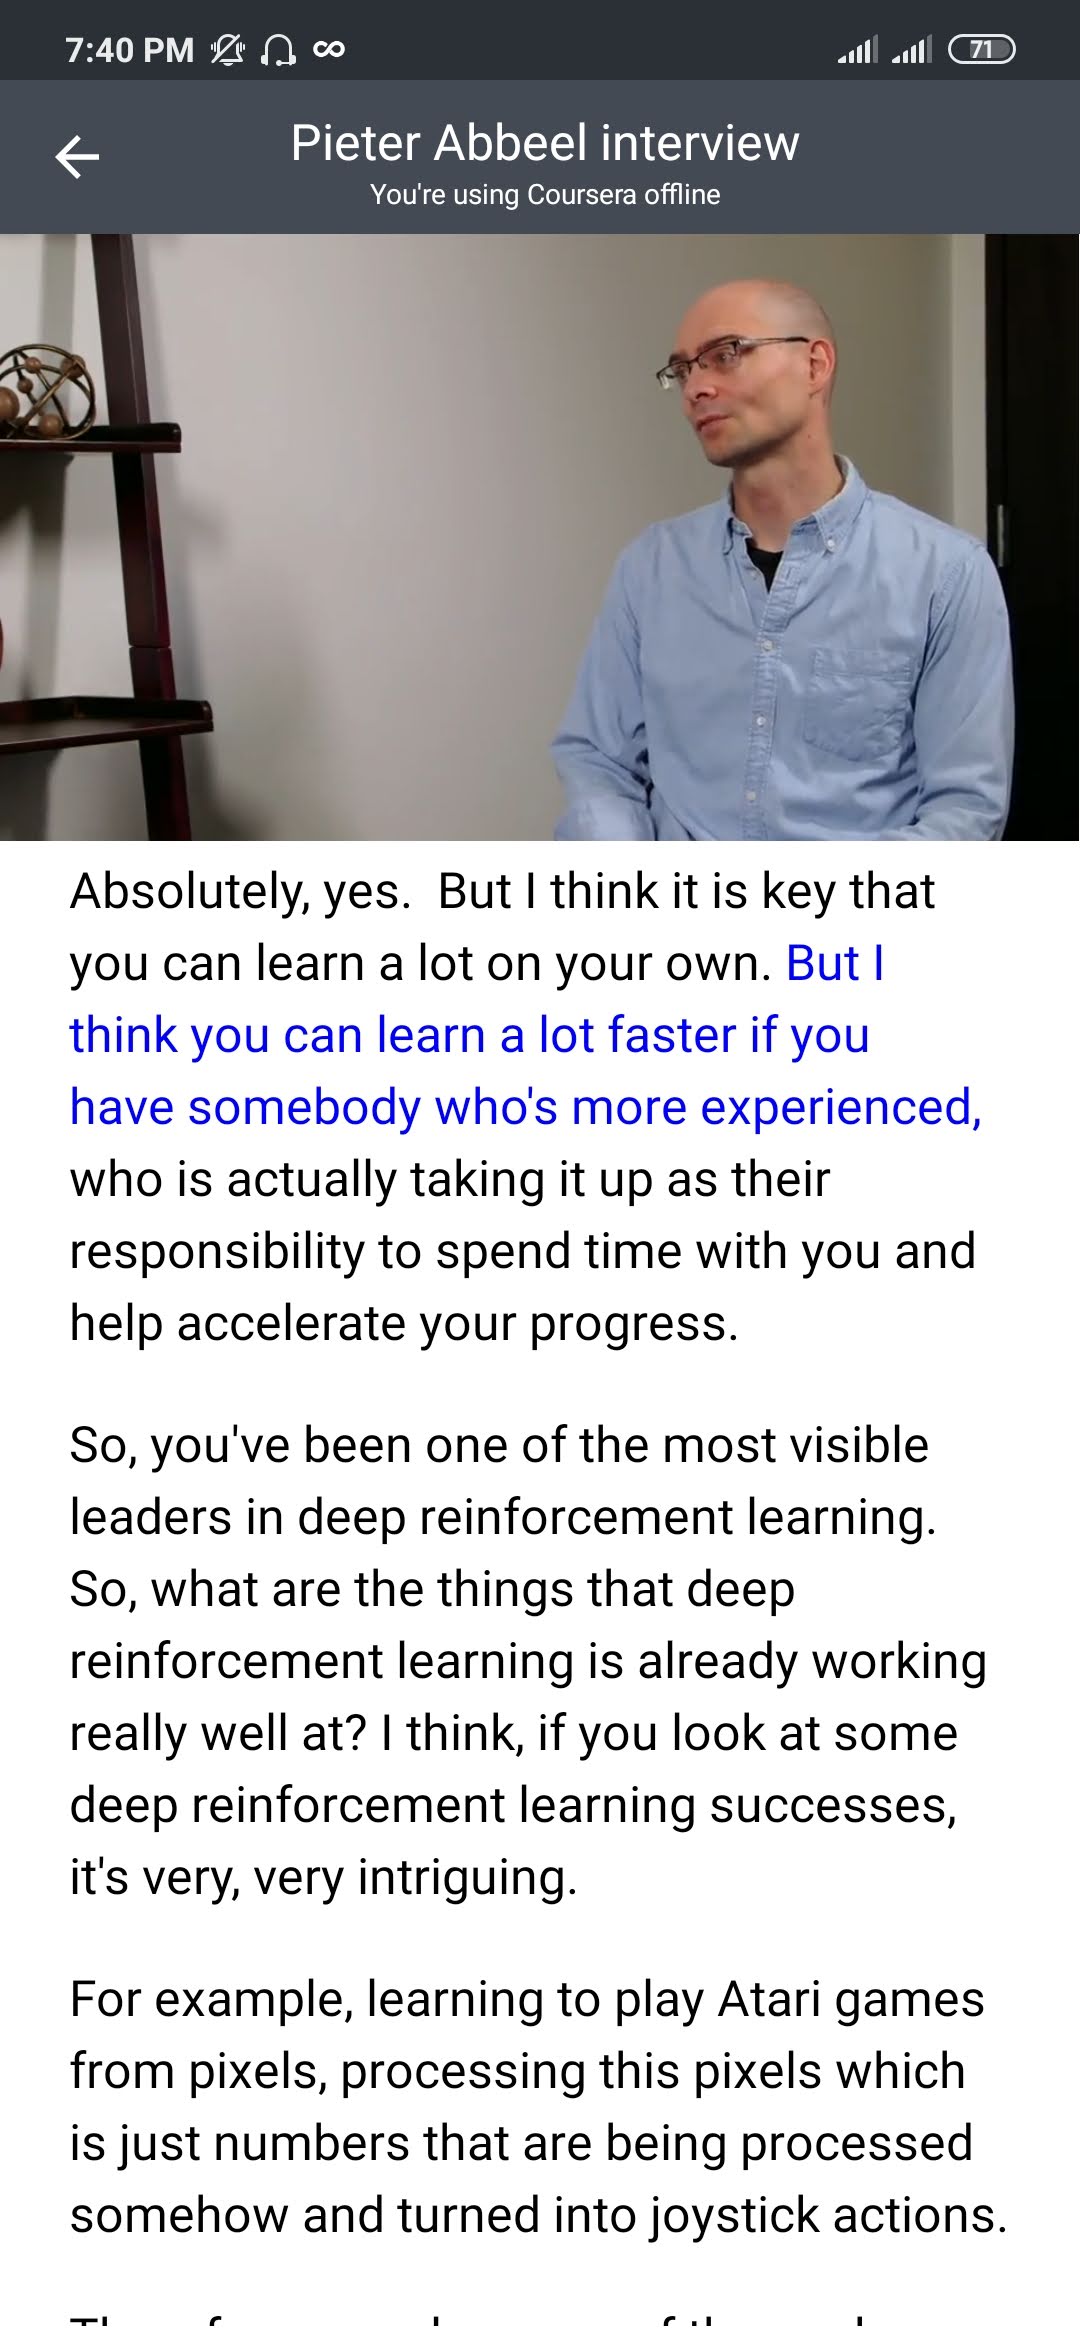 7:40 PM
71
Pieter Abbeel interview
You're using Coursera offline
Absolutely, yes.  But I think it is key that
you can learn a lot on your own. But I
think you can learn a lot faster if you
have somebody who's more experienced,
who is actually taking it up as their
responsibility to spend time with you and
help accelerate your progress.
So, you've been one of the most visible
leaders in deep reinforcement learning.
So, what are the things that deep
reinforcement learning is already working
really well at? I think, if you look at some
deep reinforcement learning successes,
it's very, very intriguing.
For example, learning to play Atari games
from pixels, processing this pixels which
is just numbers that are being processed
somehow and turned into joystick actions.